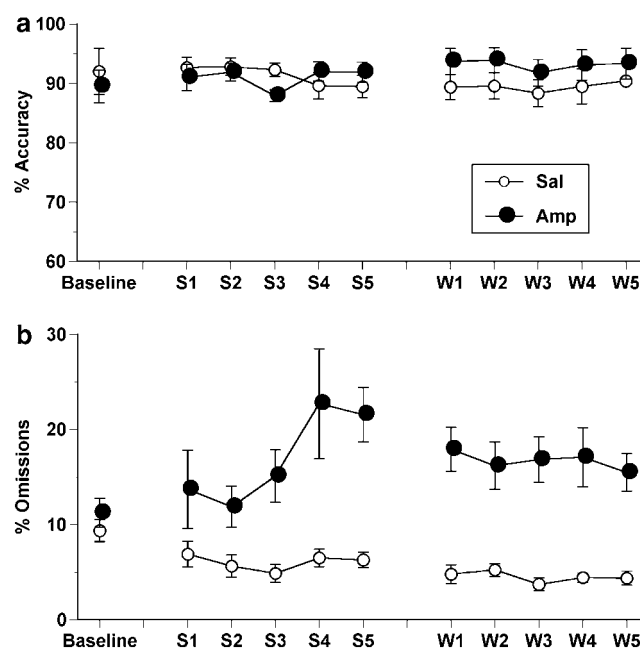 a
% Accuracy
100
90
80
70
60
Sal
Amp
Baseline S1 S2 S3 S4 S5 W1 W2 W3 W4 W5
b
% Omissions
30
20
10
0
Baseline S1 S2 S3 S4 S5 W1 W2 W3 W4 W5